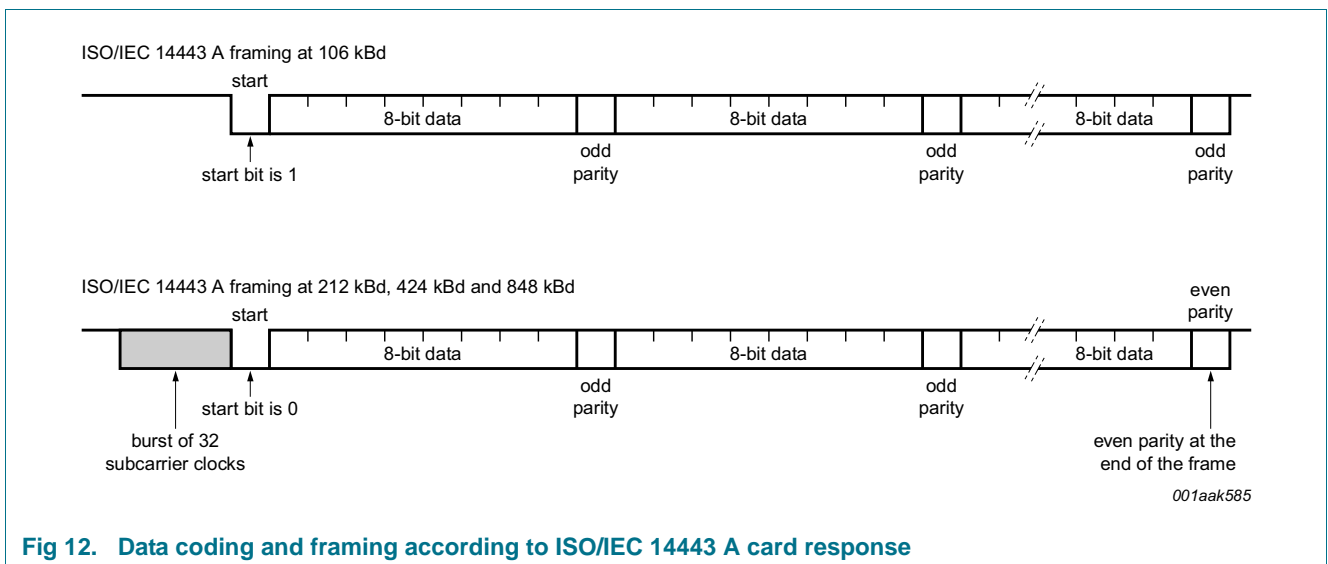 ISO/IEC 14443 A framing at 106 kBd
start
8-bit data
8-bit data
8-bit data
start bit is 1
odd
parity
odd
parity
odd
parity
ISO/IEC 14443 A framing at 212 kBd, 424 kBd and 848 kBd
even
parity
start
8-bit data
8-bit data
8-bit data
start bit is 0
odd
parity
odd
parity
burst of 32
subcarrier clocks
even parity at the
end of the frame
001aak585
Fig 12. Data coding and framing according to ISO/IEC 14443 A card response